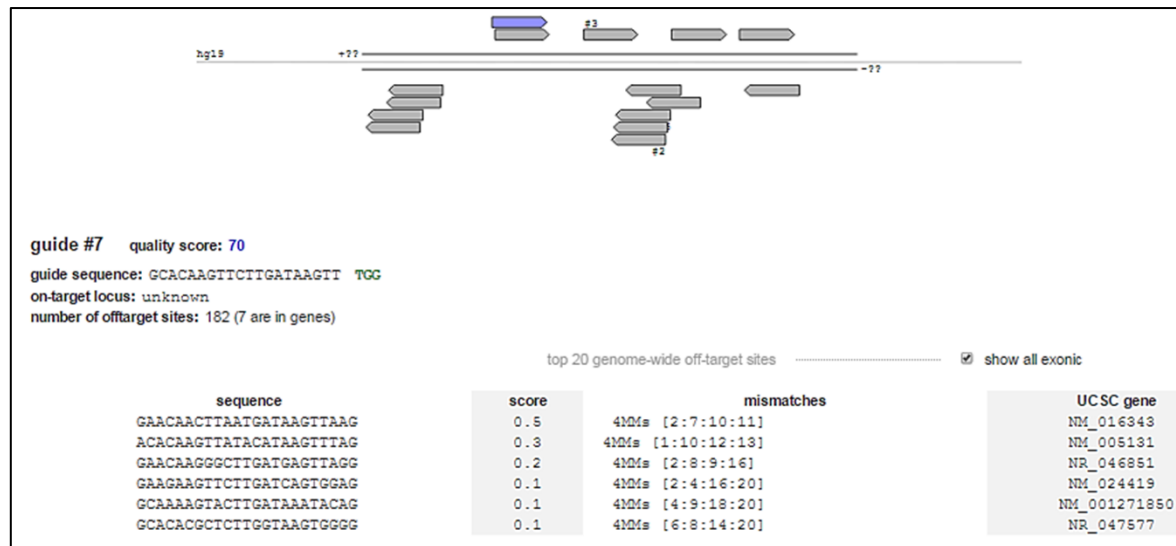 #3
hg19 +??
-??
#2
guide #7 quality score: 70
guide sequence: GCACAAGTTCTTGATAAGTT TGG
on-target locus: unknown
number of offtarget sites: 182 (7 are in genes)
top 20 genome-wide off-target sites show all exonic
sequence score mismatches UCSC gene
GAACAACTTAATGATAAGTTAAG 0.5 4MMs [2:7:10:11] NM_016343
ACACAAGTTATACATAAGTTTAG 0.3 4MMs [1:10:12:13] NM_005131
GAACAAGGGCTTGATGAGTTAGG 0.2 4MMs [2:8:9:16] NR_046851
GAAGAAGTTCTTGATCAGTGGAG 0.1 4MMs [2:4:16:20] NM_024419
GCAAAAGTACTTGATAAATACAG 0.1 4MMs [4:9:18:20] NM_001271850
GCACACGCTCTTGGTAAGTGGGG 0.1 4MMs [6:8:14:20] NR_047577